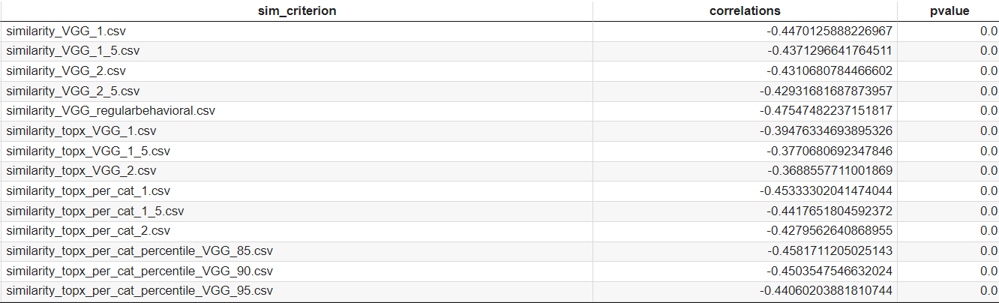 sim_criterion correlations pvalue
similarity_VGG_1.csv -0.4470125888226967 0.0
similarity_VGG_1_5.csv -0.4371296641764511 0.0
similarity_VGG_2.csv -0.4310680784466602 0.0
similarity_VGG_2_5.csv -0.42931681687873957 0.0
similarity_VGG_regularbehavioral.csv -0.47547482237151817 0.0
similarity_topx_VGG_1.csv -0.39476334693895326 0.0
similarity_topx_VGG_1_5.csv -0.3770680692347846 0.0
similarity_topx_VGG_2.csv -0.3688557711001869 0.0
similarity_topx_per_cat_1.csv -0.45333302041474044 0.0
similarity_topx_per_cat_1_5.csv -0.4417651804592372 0.0
similarity_topx_per_cat_2.csv -0.4279562640868955 0.0
similarity_topx_per_cat_percentile_VGG_85.csv -0.4581711205025143 0.0
similarity_topx_per_cat_percentile_VGG_90.csv -0.4503547546632024 0.0
similarity_topx_per_cat_percentile_VGG_95.csv -0.44060203881810744 0.0